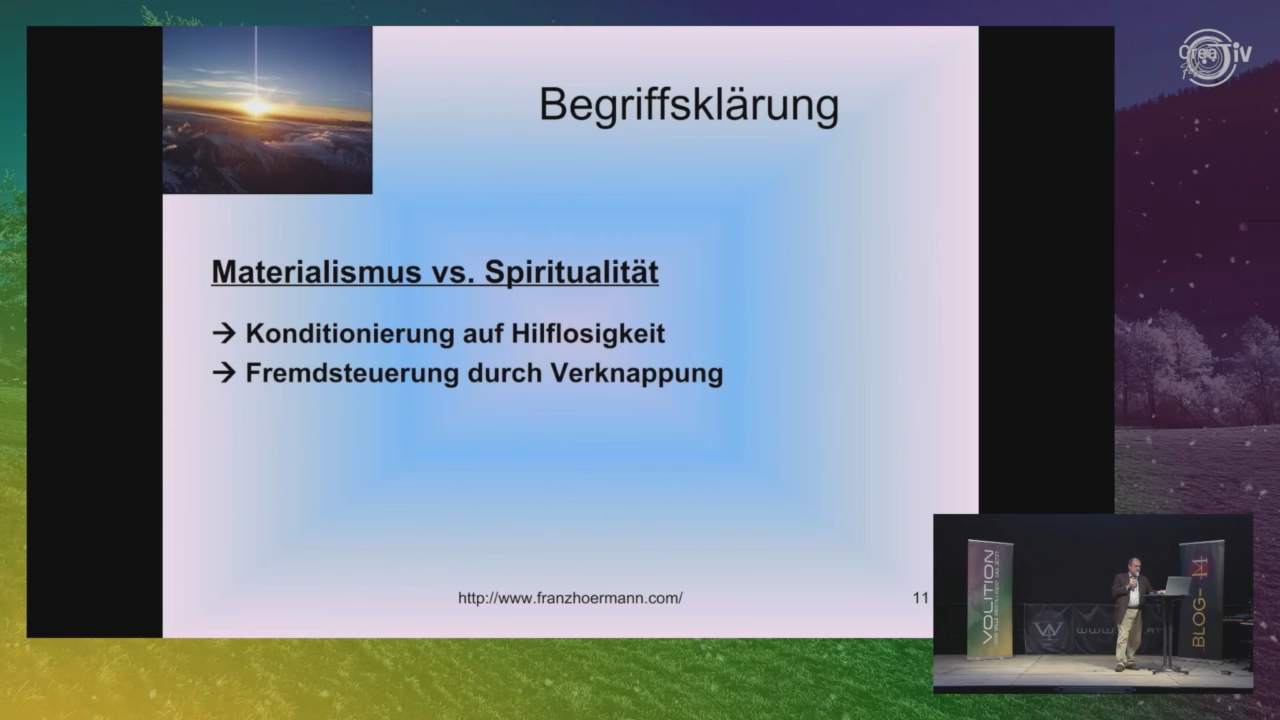 Begriffsklärung
Materialismus vs. Spiritualität
→ Konditionierung auf Hilflosigkeit
→ Fremdsteuerung durch Verknappung
http://www.franzhoermann.com/
11
VOLITION
BLOG-